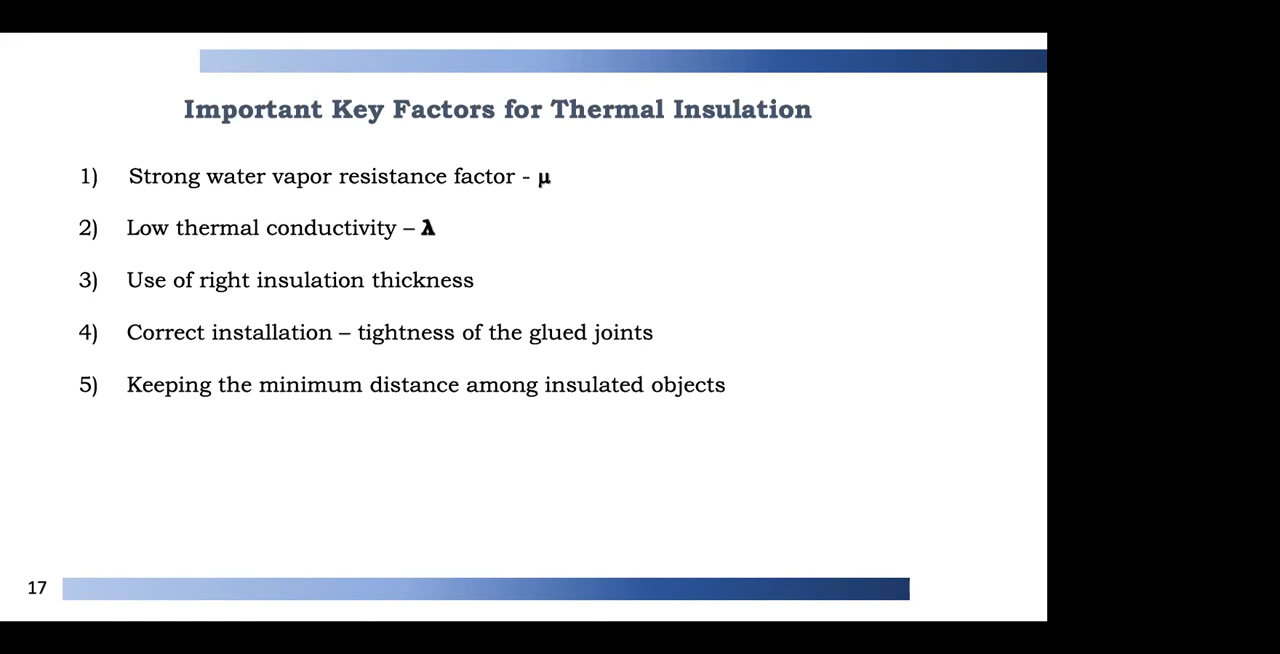 Important Key Factors for Thermal Insulation
1) Strong water vapor resistance factor - μ
2) Low thermal conductivity – λ
3) Use of right insulation thickness
4) Correct installation – tightness of the glued joints
5) Keeping the minimum distance among insulated objects
17